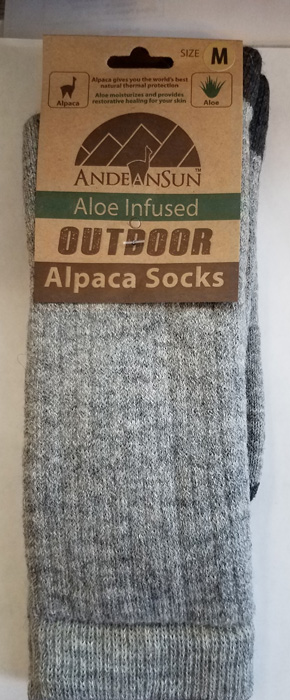 SIZE M
Alpaca gives you the world's best
natural thermal protection
Aloe moisturizes and provides
restorative healing for your skin
Alpaca
Aloe
ANDEANSUN™
Aloe Infused
OUTDOOR
Alpaca Socks